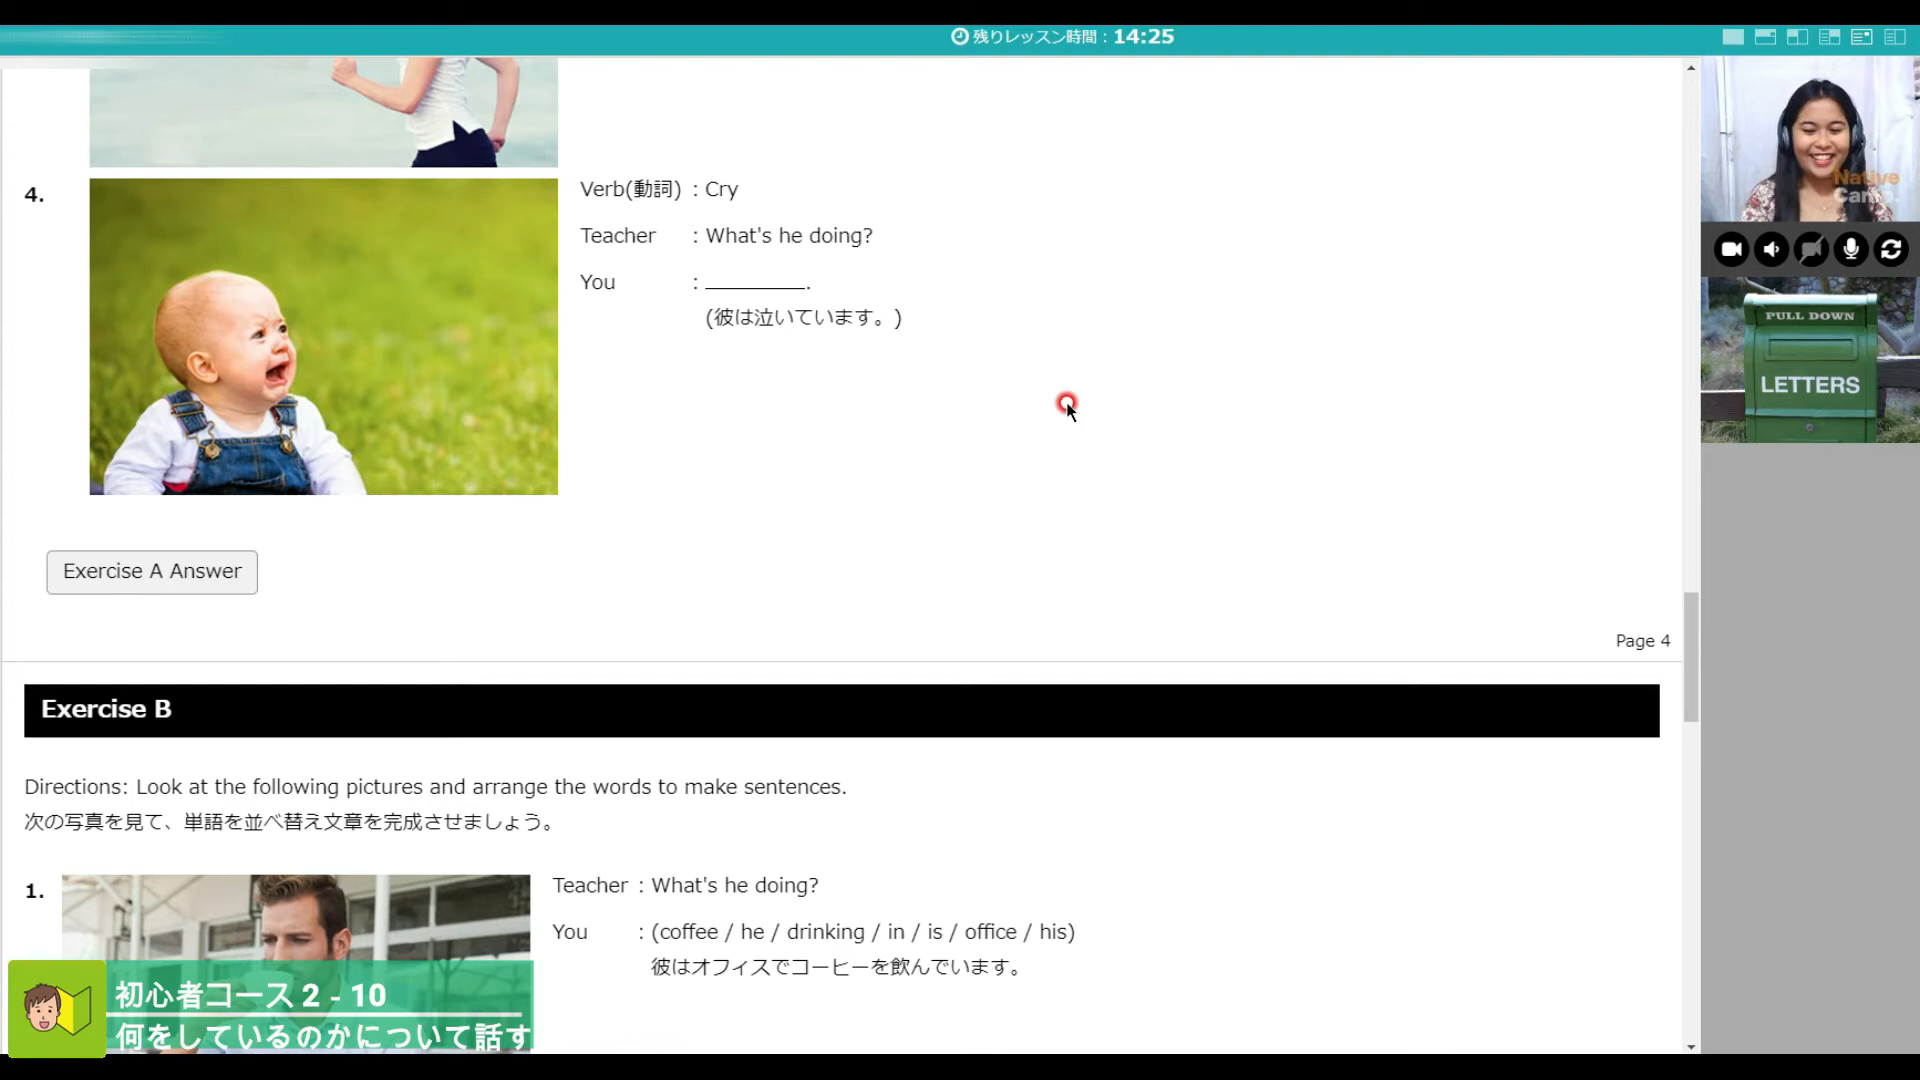 残りレッスン時間 : 14:25
4.
Verb(動詞) : Cry
Teacher : What's he doing?
You : __________.
(彼は泣いています。)
Exercise A Answer
Page 4
Exercise B
Directions: Look at the following pictures and arrange the words to make sentences.
次の写真を見て、単語を並べ替え文章を完成させましょう。
1.
Teacher : What's he doing?
You : (coffee / he / drinking / in / is / office / his)
彼はオフィスでコーヒーを飲んでいます。
初心者コース2 - 10
何をしているのかについて話す
Native
Camp.
PULL DOWN
LETTERS